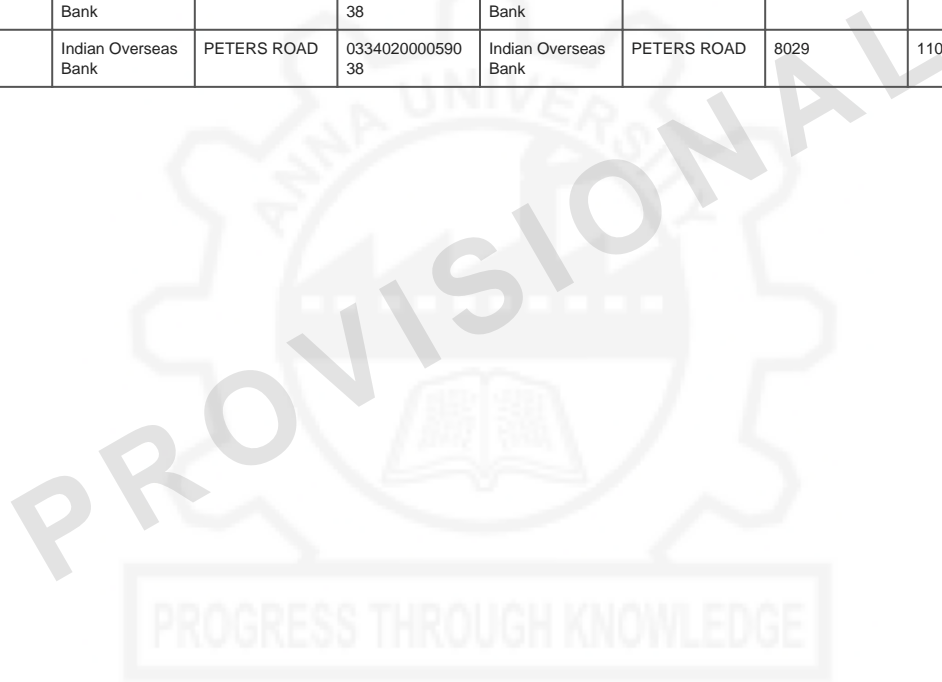 Bank 38 Bank
Indian Overseas PETERS ROAD 0334020000590 Indian Overseas PETERS ROAD 8029 110
Bank 38 Bank
ANNA UNIVERSITY
PROVISIONAL
PROGRESS THROUGH KNOWLEDGE